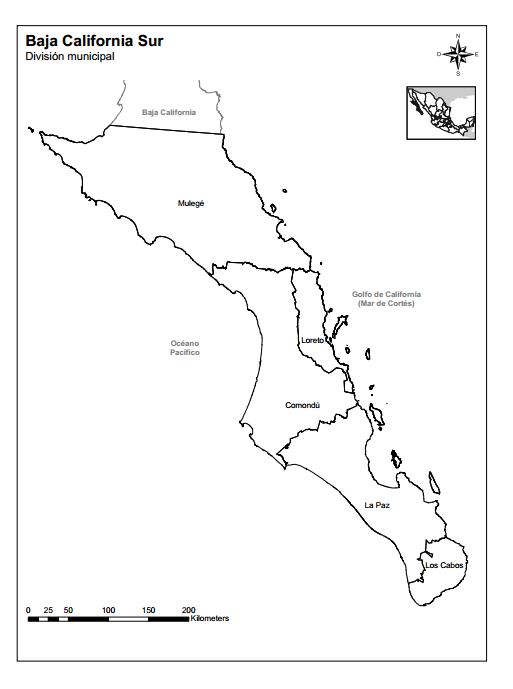 Baja California Sur
División municipal
N
D
E
S
Baja California
Mulegé
Golfo de California
(Mar de Cortés)
Océano
Pacífico
Loreto
Comondú
La Paz
Los Cabos
0 25 50 100 150 200
Kilometers